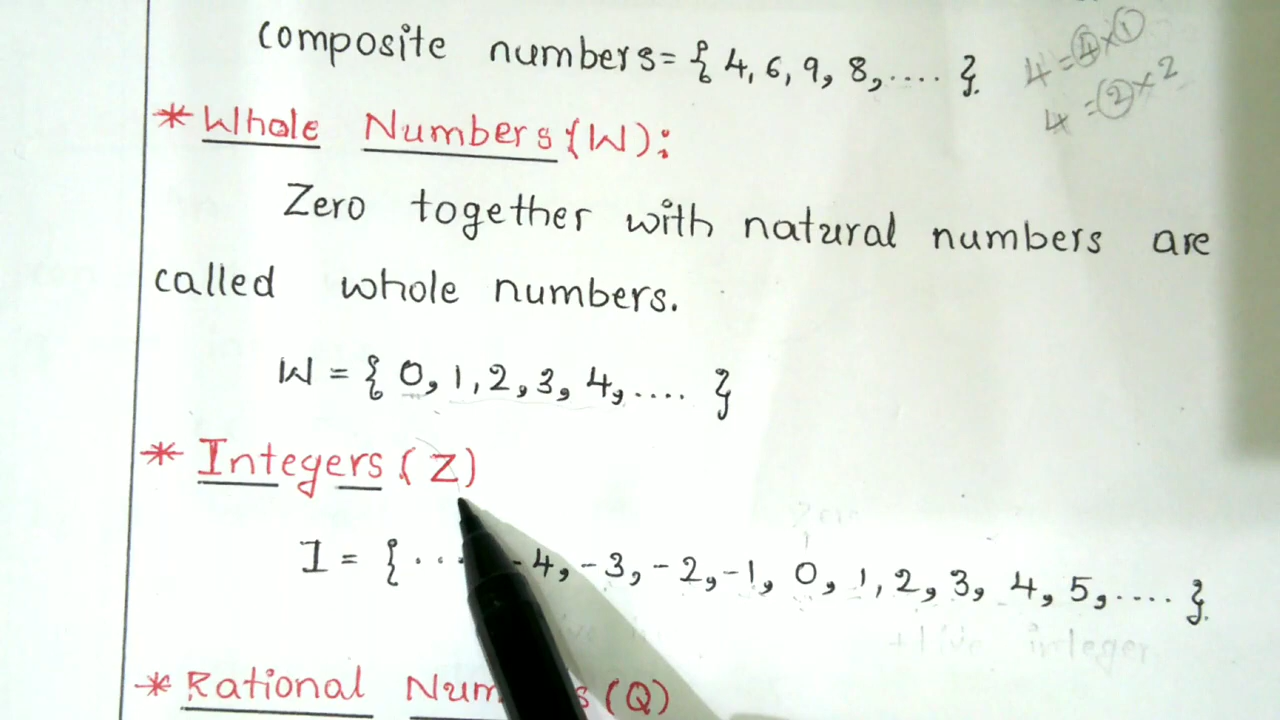 composite numbers = { 4, 6, 9, 8, .... }.
4 = 4 × 1
4 = 2 × 2
* Whole Numbers (W):
Zero together with natural numbers are
called whole numbers.
W = { 0, 1, 2, 3, 4, .... }
* Integers (Z)
I = { ... -4, -3, -2, -1, 0, 1, 2, 3, 4, 5, .... }.
+ive integer
* Rational (Q)